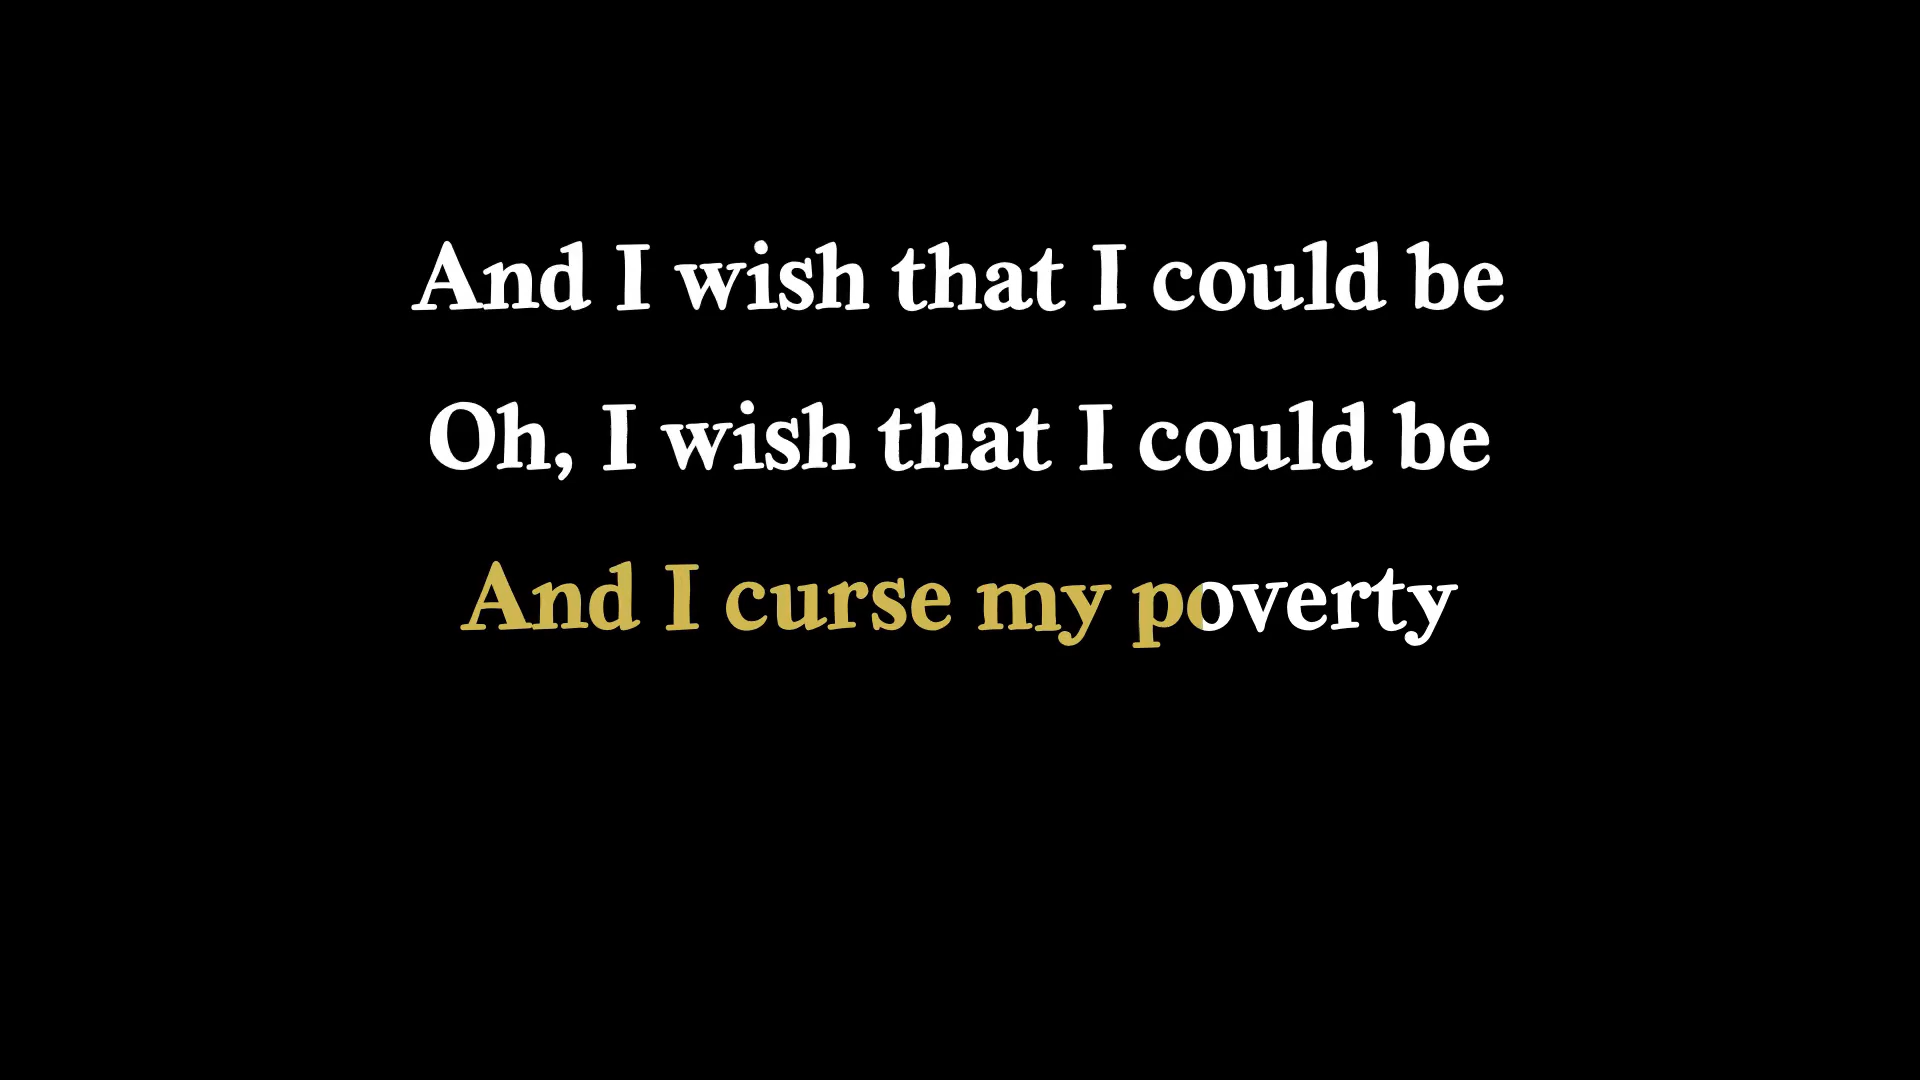 And I wish that I could be
Oh, I wish that I could be
And I curse my poverty